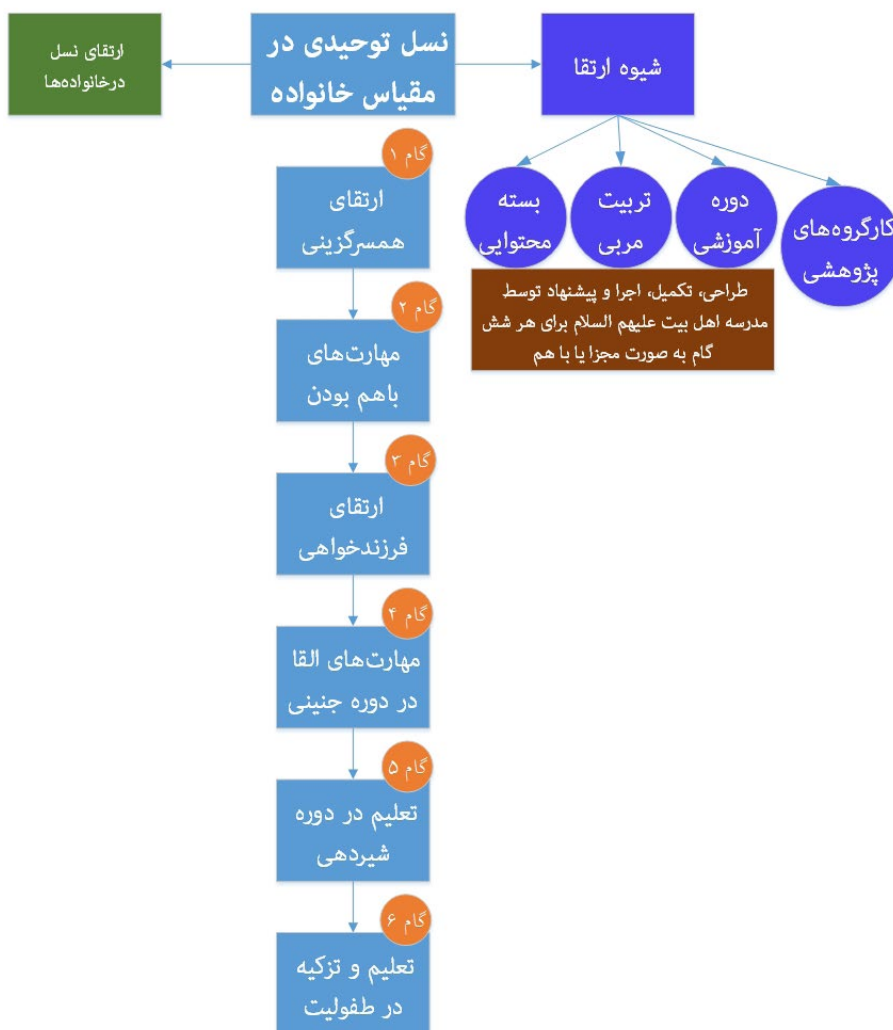 شیوه ارتقا
نسل توحیدی در
مقیاس خانواده
ارتقای نسل
درخانواده‌ها
کارگروه‌های
پژوهشی
دوره
آموزشی
تربیت
مربی
بسته
محتوایی
طراحی، تکمیل، اجرا و پیشنهاد توسط
مدرسه اهل بیت علیهم السلام برای هر شش
گام به صورت مجزا یا با هم
گام ۱
ارتقای
همسرگزینی
گام ۲
مهارت‌های
باهم بودن
گام ۳
ارتقای
فرزندخواهی
گام ۴
مهارت‌های القا
در دوره جنینی
گام ۵
تعلیم در دوره
شیردهی
گام ۶
تعلیم و تزکیه
در طفولیت